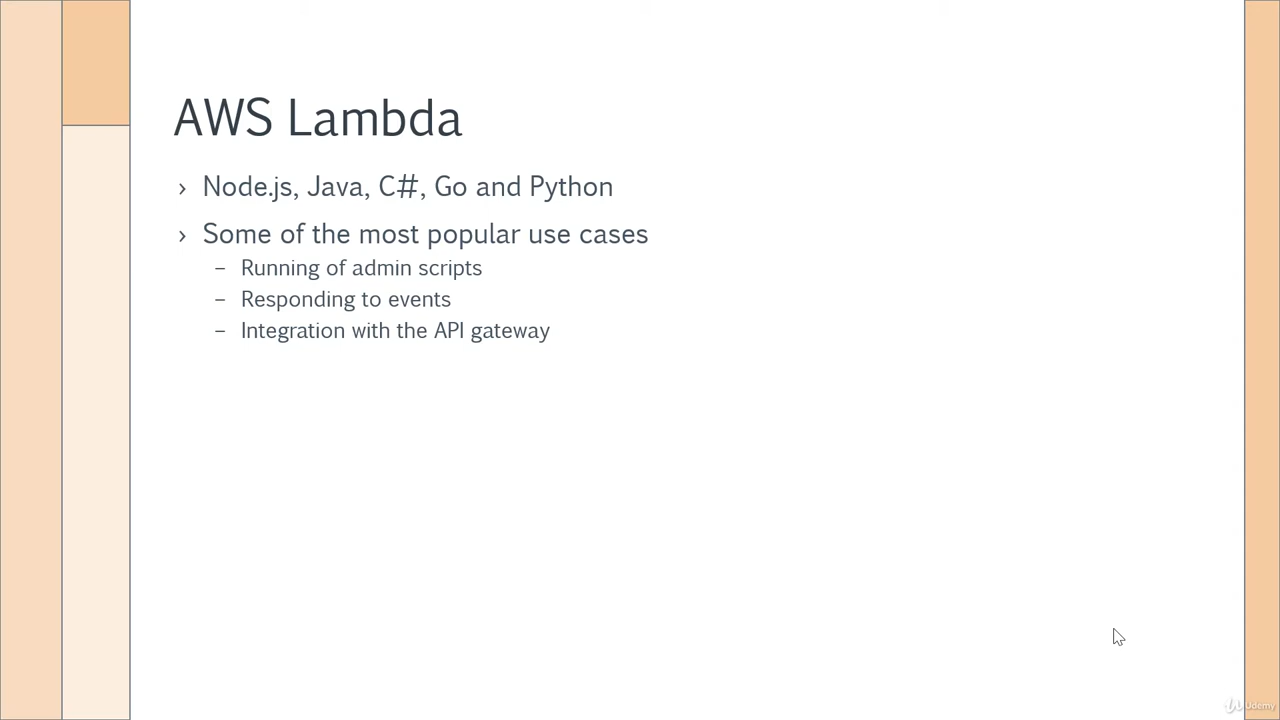 AWS Lambda
› Node.js, Java, C#, Go and Python
› Some of the most popular use cases
– Running of admin scripts
– Responding to events
– Integration with the API gateway
Udemy